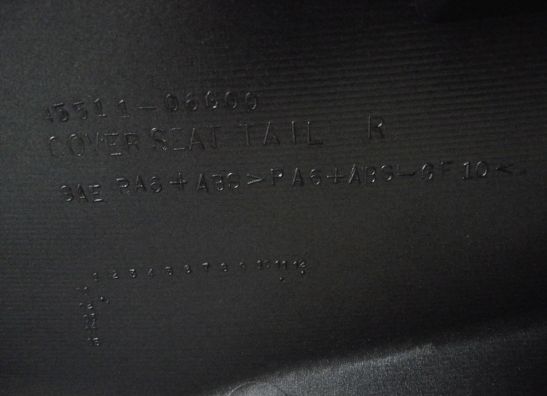 45511-06G00
COVER SEAT TAIL R
SAE PA6+ABS >PA6+ABS-GF10<
1 2 3 4 5 6 7 8 9 10 11 12